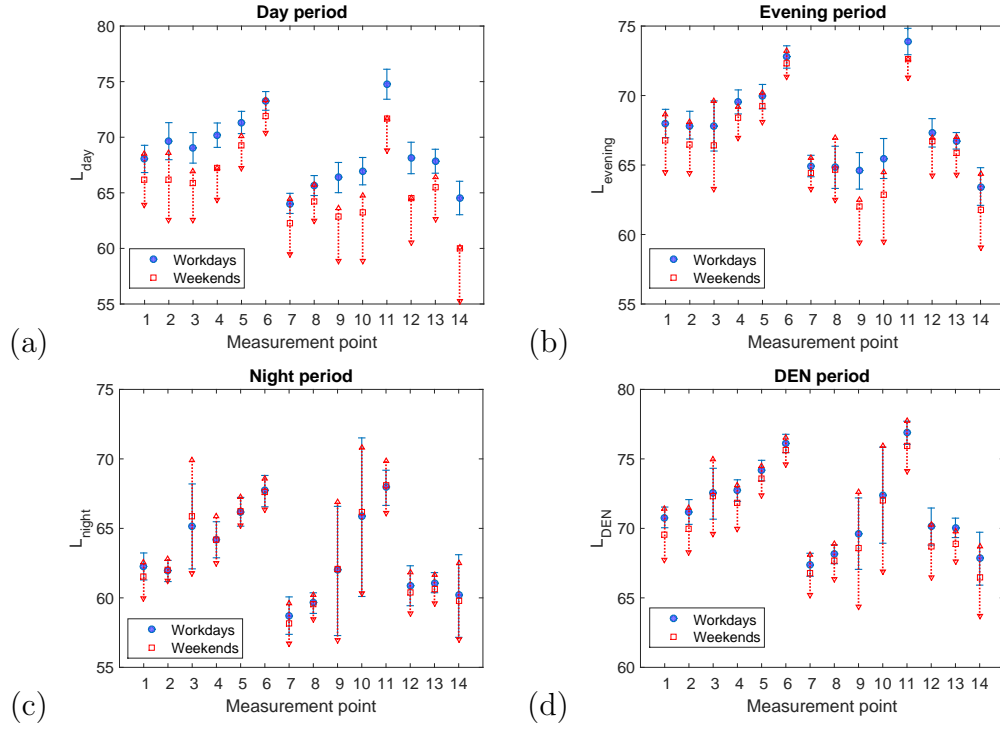 Day period
80
75
70
65
60
55
L_day
Workdays
Weekends
1 2 3 4 5 6 7 8 9 10 11 12 13 14
Measurement point
(a)
Evening period
75
70
65
60
55
L_evening
Workdays
Weekends
1 2 3 4 5 6 7 8 9 10 11 12 13 14
Measurement point
(b)
Night period
75
70
65
60
55
L_night
Workdays
Weekends
1 2 3 4 5 6 7 8 9 10 11 12 13 14
Measurement point
(c)
DEN period
80
75
70
65
60
L_DEN
Workdays
Weekends
1 2 3 4 5 6 7 8 9 10 11 12 13 14
Measurement point
(d)